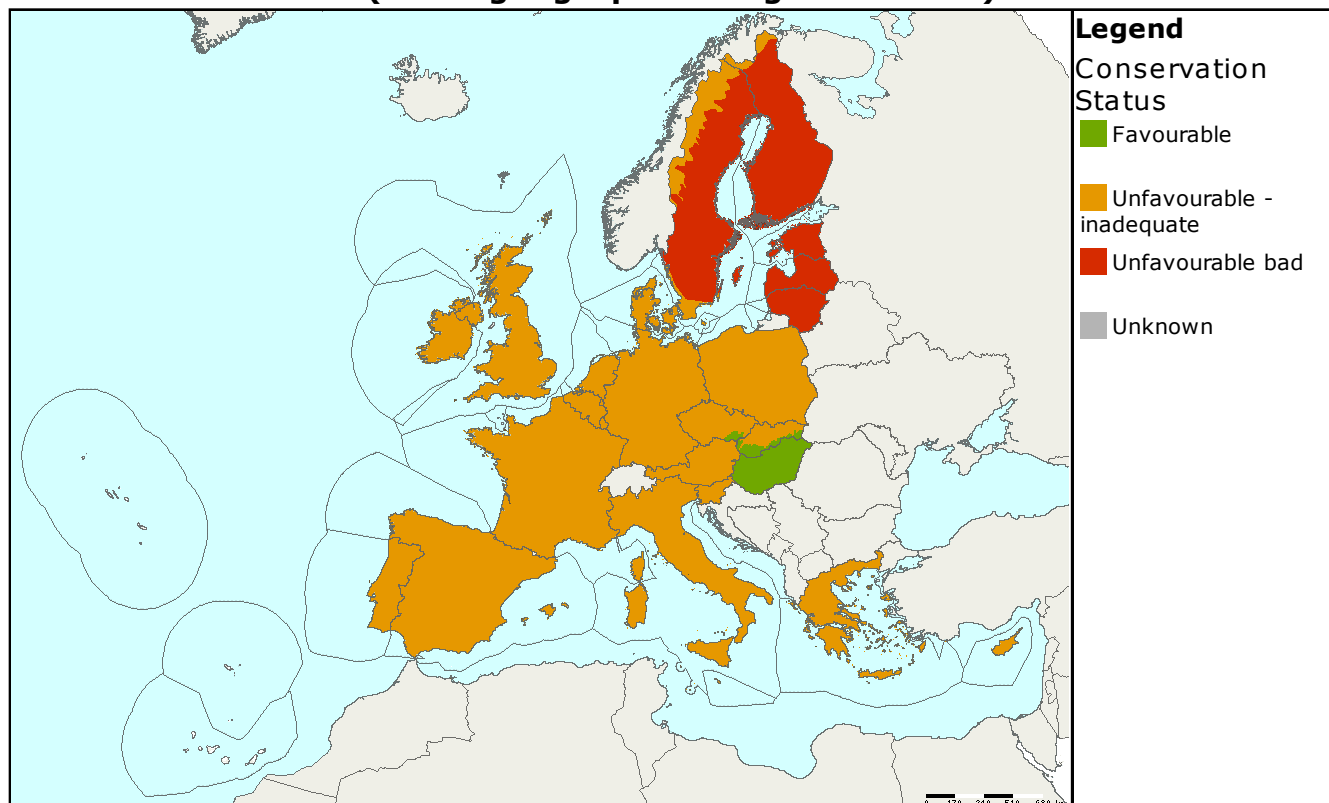 Legend
Conservation
Status
Favourable
Unfavourable -
inadequate
Unfavourable bad
Unknown